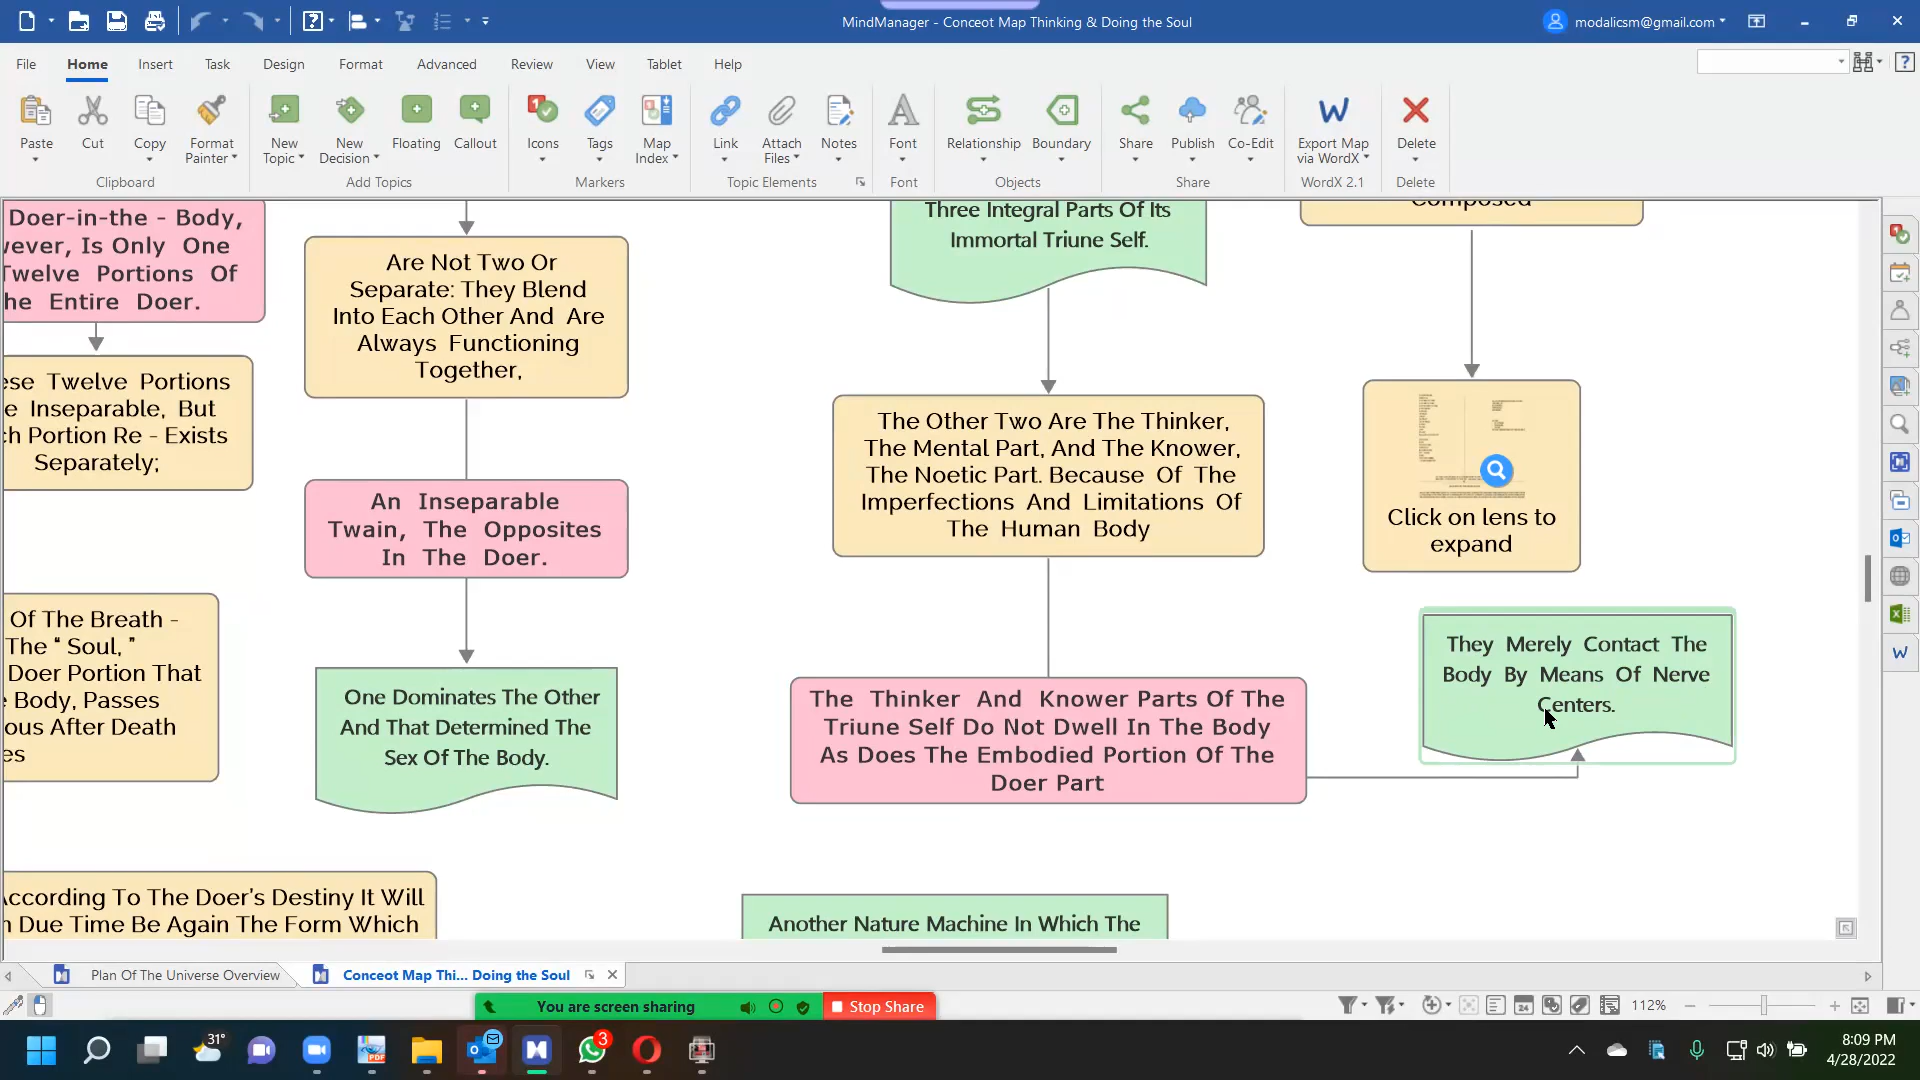 MindManager - Conceot Map Thinking & Doing the Soul
modalicsm@gmail.com
File
Home
Insert
Task
Design
Format
Advanced
Review
View
Tablet
Help
Paste
Cut
Copy
Format
Painter
New
Topic
New
Decision
Floating
Callout
Icons
Tags
Map
Index
Link
Attach
Files
Notes
Font
Relationship
Boundary
Share
Publish
Co-Edit
Export Map
via WordX
Delete
Clipboard
Add Topics
Markers
Topic Elements
Font
Objects
Share
WordX 2.1
Delete
Doer-in-the - Body,
wever, Is Only One
Twelve Portions Of
he Entire Doer.
ese Twelve Portions
e Inseparable, But
ch Portion Re - Exists
Separately;
Of The Breath -
The “ Soul, ”
Doer Portion That
Body, Passes
ous After Death
es
According To The Doer's Destiny It Will
n Due Time Be Again The Form Which
Are Not Two Or
Separate: They Blend
Into Each Other And Are
Always Functioning
Together,
An Inseparable
Twain, The Opposites
In The Doer.
One Dominates The Other
And That Determined The
Sex Of The Body.
Three Integral Parts Of Its
Immortal Triune Self.
The Other Two Are The Thinker,
The Mental Part, And The Knower,
The Noetic Part. Because Of The
Imperfections And Limitations Of
The Human Body
The Thinker And Knower Parts Of The
Triune Self Do Not Dwell In The Body
As Does The Embodied Portion Of The
Doer Part
Another Nature Machine In Which The
Composed
Click on lens to
expand
They Merely Contact The
Body By Means Of Nerve
Centers.
Plan Of The Universe Overview
Conceot Map Thi... Doing the Soul
You are screen sharing
Stop Share
112%
31°
3
8:09 PM
4/28/2022